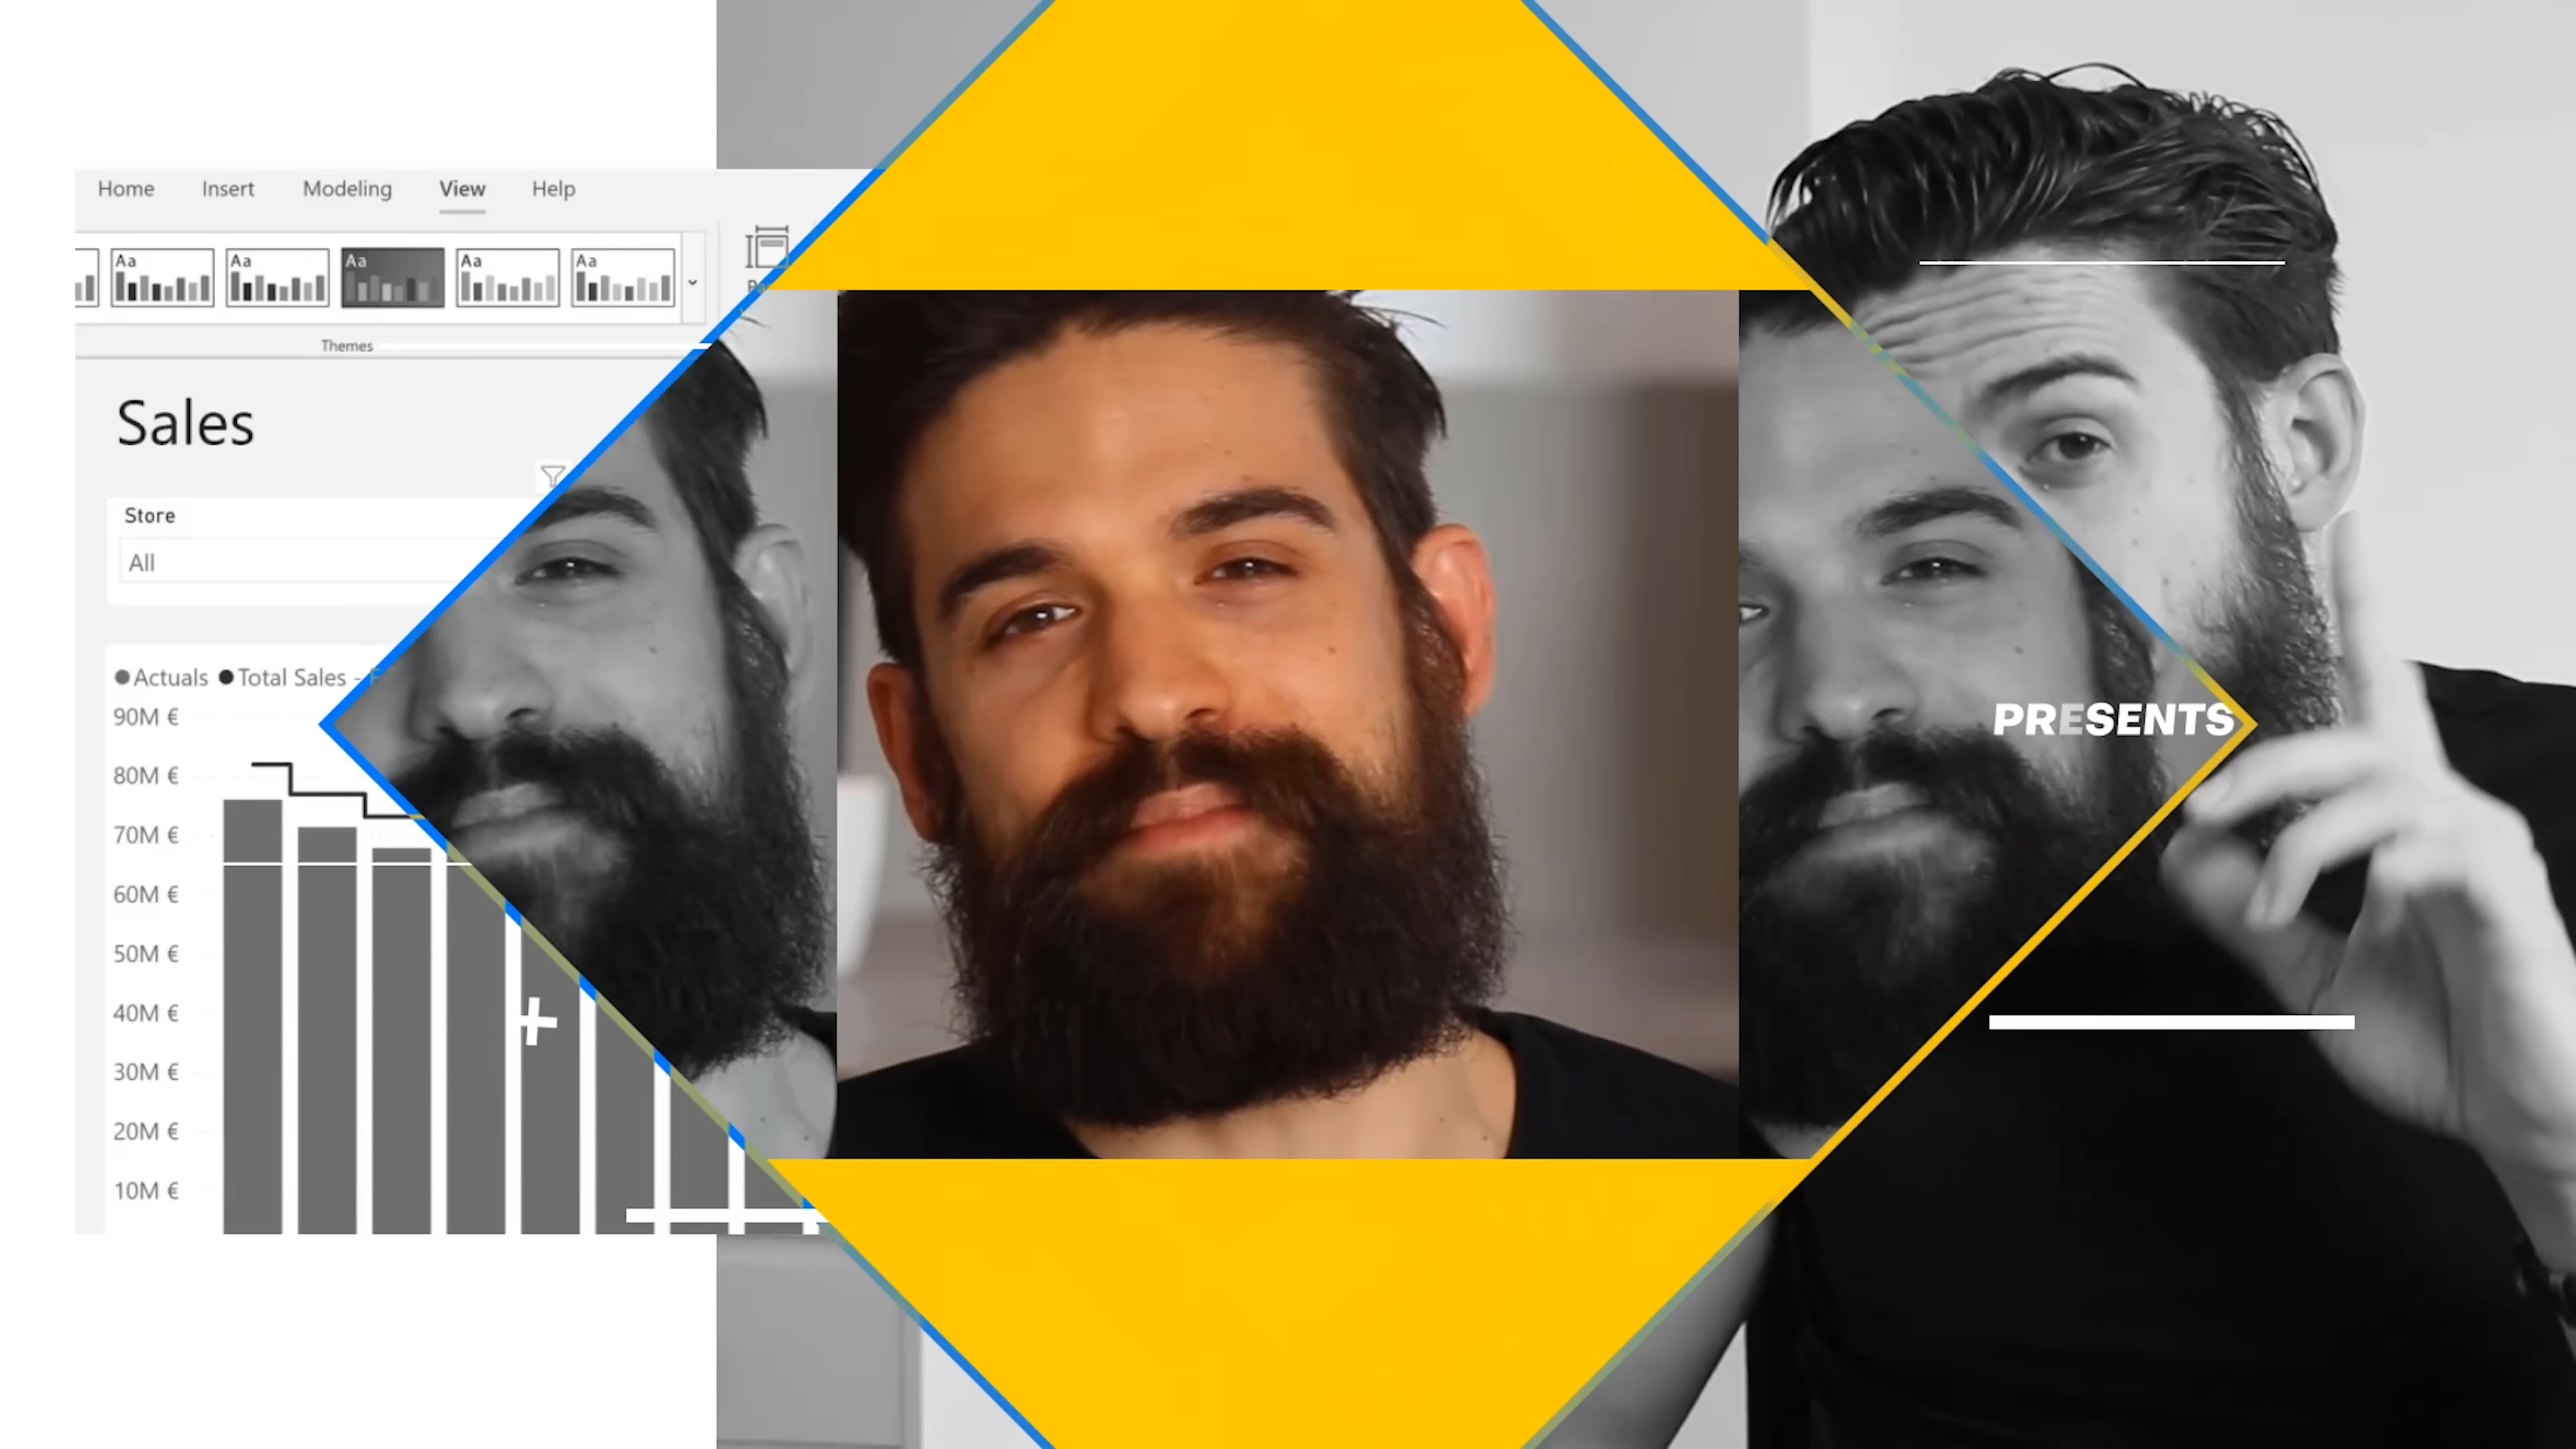 Home Insert Modeling View Help
Aa Aa Aa Aa Aa
Themes
Sales
Store
All
Actuals Total Sales -
90M €
80M €
70M €
60M €
50M €
40M €
30M €
20M €
10M €
PRESENTS